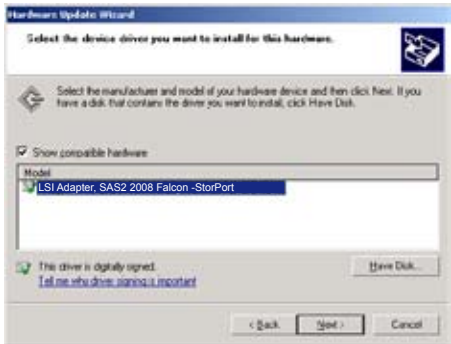 Hardware Update Wizard
Select the device driver you want to install for this hardware.
Select the manufacturer and model of your hardware device and then click Next. If you
have a disk that contains the driver you want to install, click Have Disk.
Show compatible hardware
Model
LSI Adapter, SAS2 2008 Falcon -StorPort
This driver is digitally signed.
Tell me why driver signing is important
Have Disk...
< Back
Next >
Cancel